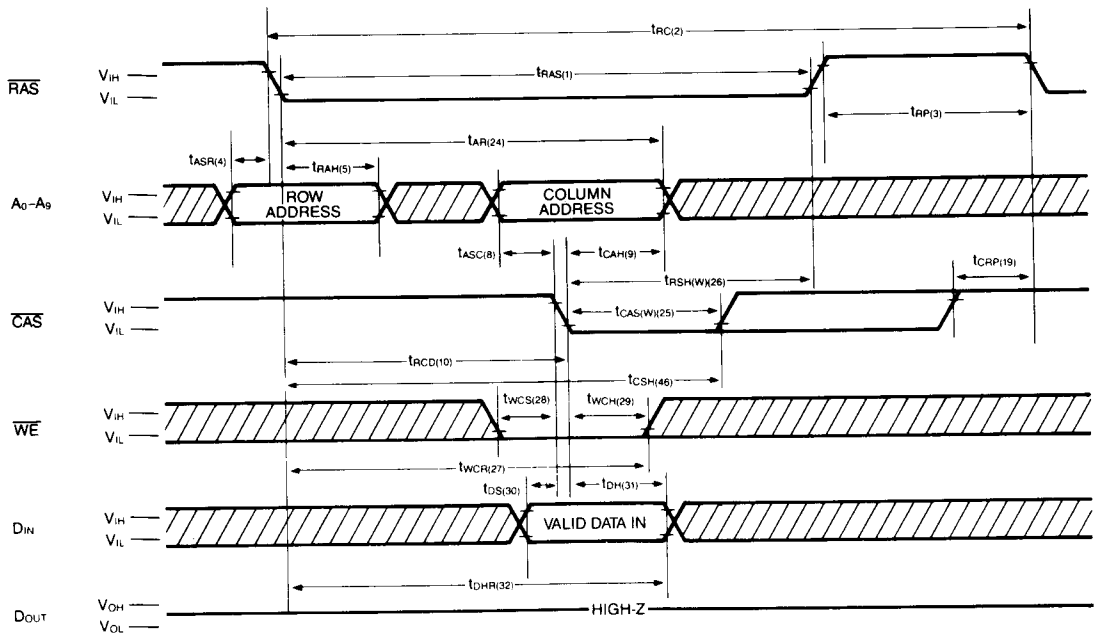 tRC(2)
RAS
VIH
VIL
tRAS(1)
tRP(3)
tAR(24)
tASR(4)
tRAH(5)
A0–A9
VIH
VIL
ROW
ADDRESS
COLUMN
ADDRESS
tASC(8)
tCAH(9)
tRSH(W)(26)
tCRP(19)
CAS
VIH
VIL
tCAS(W)(25)
tRCD(10)
tCSH(46)
WE
VIH
VIL
tWCS(28)
tWCH(29)
tWCR(27)
tDS(30)
tDH(31)
DIN
VIH
VIL
VALID DATA IN
tDHR(32)
DOUT
VOH
VOL
HIGH-Z